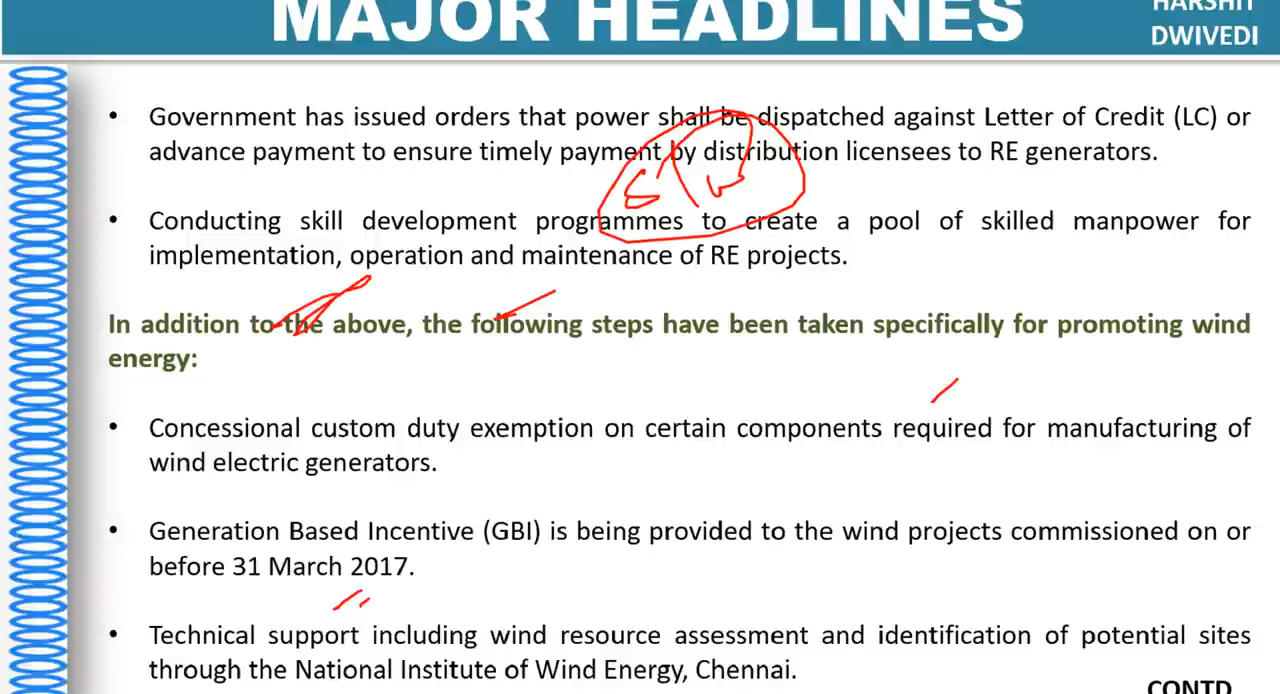 MAJOR HEADLINES
HARSHIT
DWIVEDI
• Government has issued orders that power shall be dispatched against Letter of Credit (LC) or
advance payment to ensure timely payment by distribution licensees to RE generators.
• Conducting skill development programmes to create a pool of skilled manpower for
implementation, operation and maintenance of RE projects.
In addition to the above, the following steps have been taken specifically for promoting wind
energy:
• Concessional custom duty exemption on certain components required for manufacturing of
wind electric generators.
• Generation Based Incentive (GBI) is being provided to the wind projects commissioned on or
before 31 March 2017.
• Technical support including wind resource assessment and identification of potential sites
through the National Institute of Wind Energy, Chennai.
CONTD